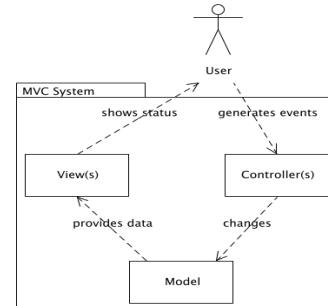 User
MVC System
shows status
generates events
View(s)
Controller(s)
provides data
changes
Model